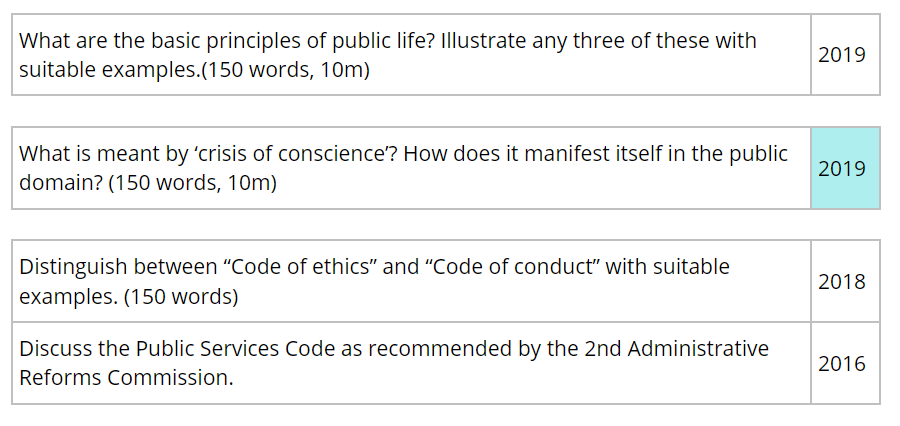 What are the basic principles of public life? Illustrate any three of these with
suitable examples.(150 words, 10m)
2019
What is meant by ‘crisis of conscience’? How does it manifest itself in the public
domain? (150 words, 10m)
2019
Distinguish between “Code of ethics” and “Code of conduct” with suitable
examples. (150 words)
2018
Discuss the Public Services Code as recommended by the 2nd Administrative
Reforms Commission.
2016